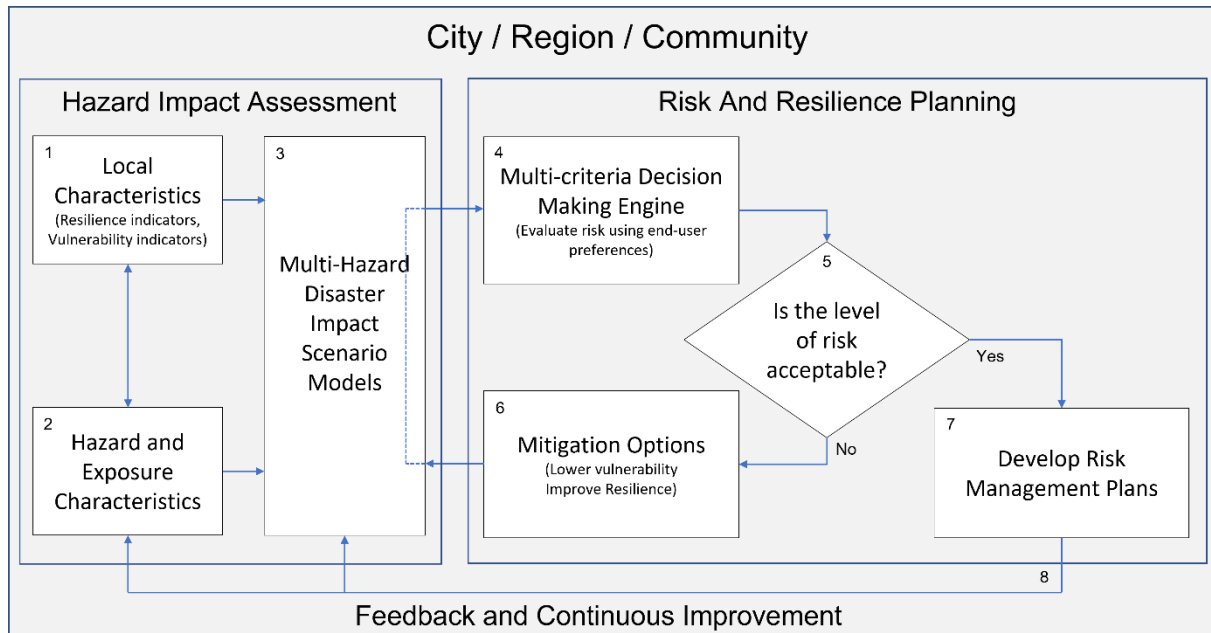 City / Region / Community
Hazard Impact Assessment
1
Local
Characteristics
(Resilience indicators,
Vulnerability indicators)
2
Hazard and
Exposure
Characteristics
3
Multi-Hazard
Disaster
Impact
Scenario
Models
Risk And Resilience Planning
4
Multi-criteria Decision
Making Engine
(Evaluate risk using end-user
preferences)
5
Is the level
of risk
acceptable?
Yes
No
6
Mitigation Options
(Lower vulnerability
Improve Resilience)
7
Develop Risk
Management Plans
8
Feedback and Continuous Improvement